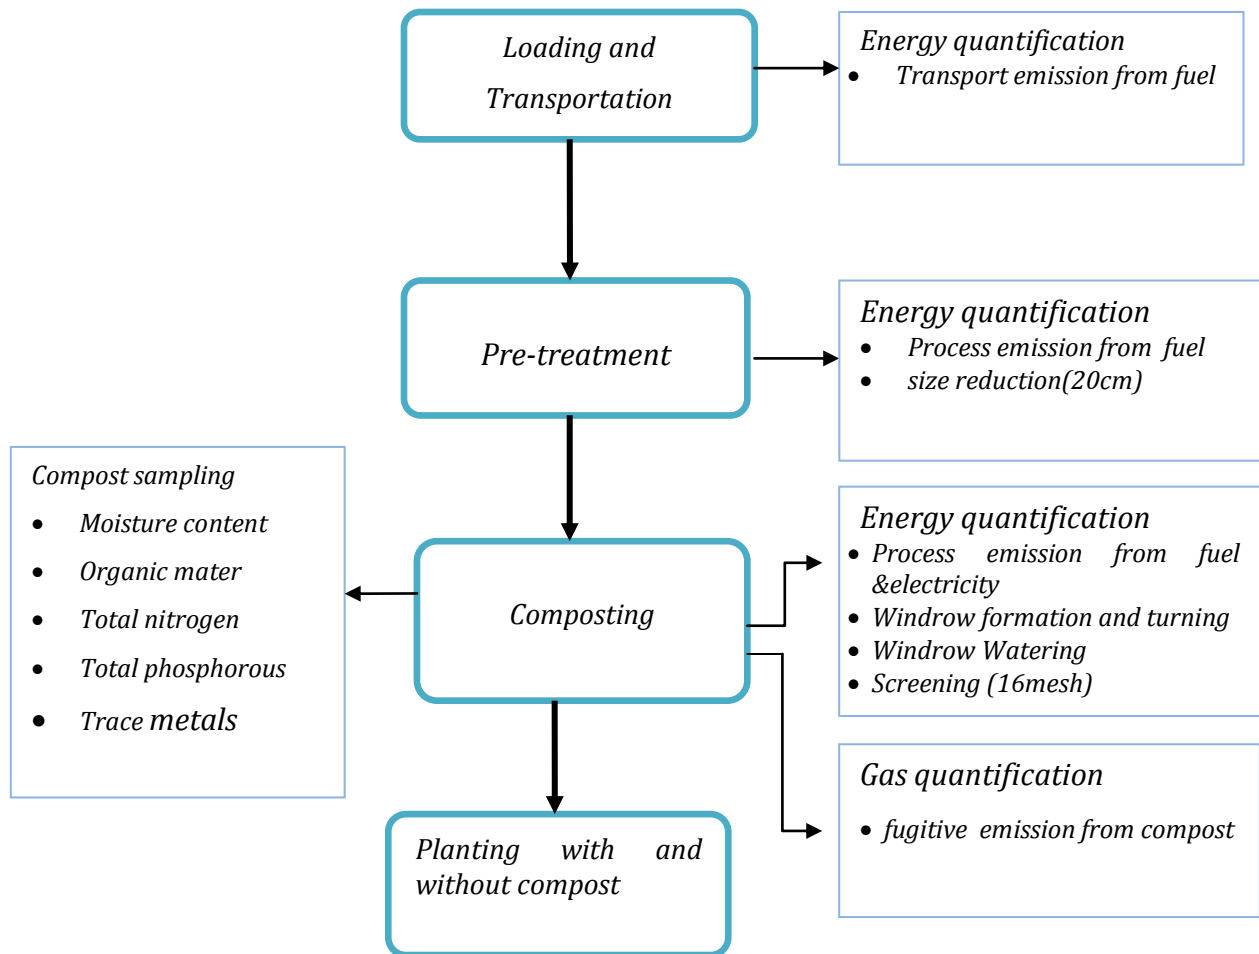 Loading and
Transportation
Energy quantification
• Transport emission from fuel
Pre-treatment
Energy quantification
• Process emission from fuel
• size reduction(20cm)
Compost sampling
• Moisture content
• Organic mater
• Total nitrogen
• Total phosphorous
• Trace metals
Composting
Energy quantification
• Process emission from fuel
&electricity
• Windrow formation and turning
• Windrow Watering
• Screening (16mesh)
Gas quantification
• fugitive emission from compost
Planting with and
without compost